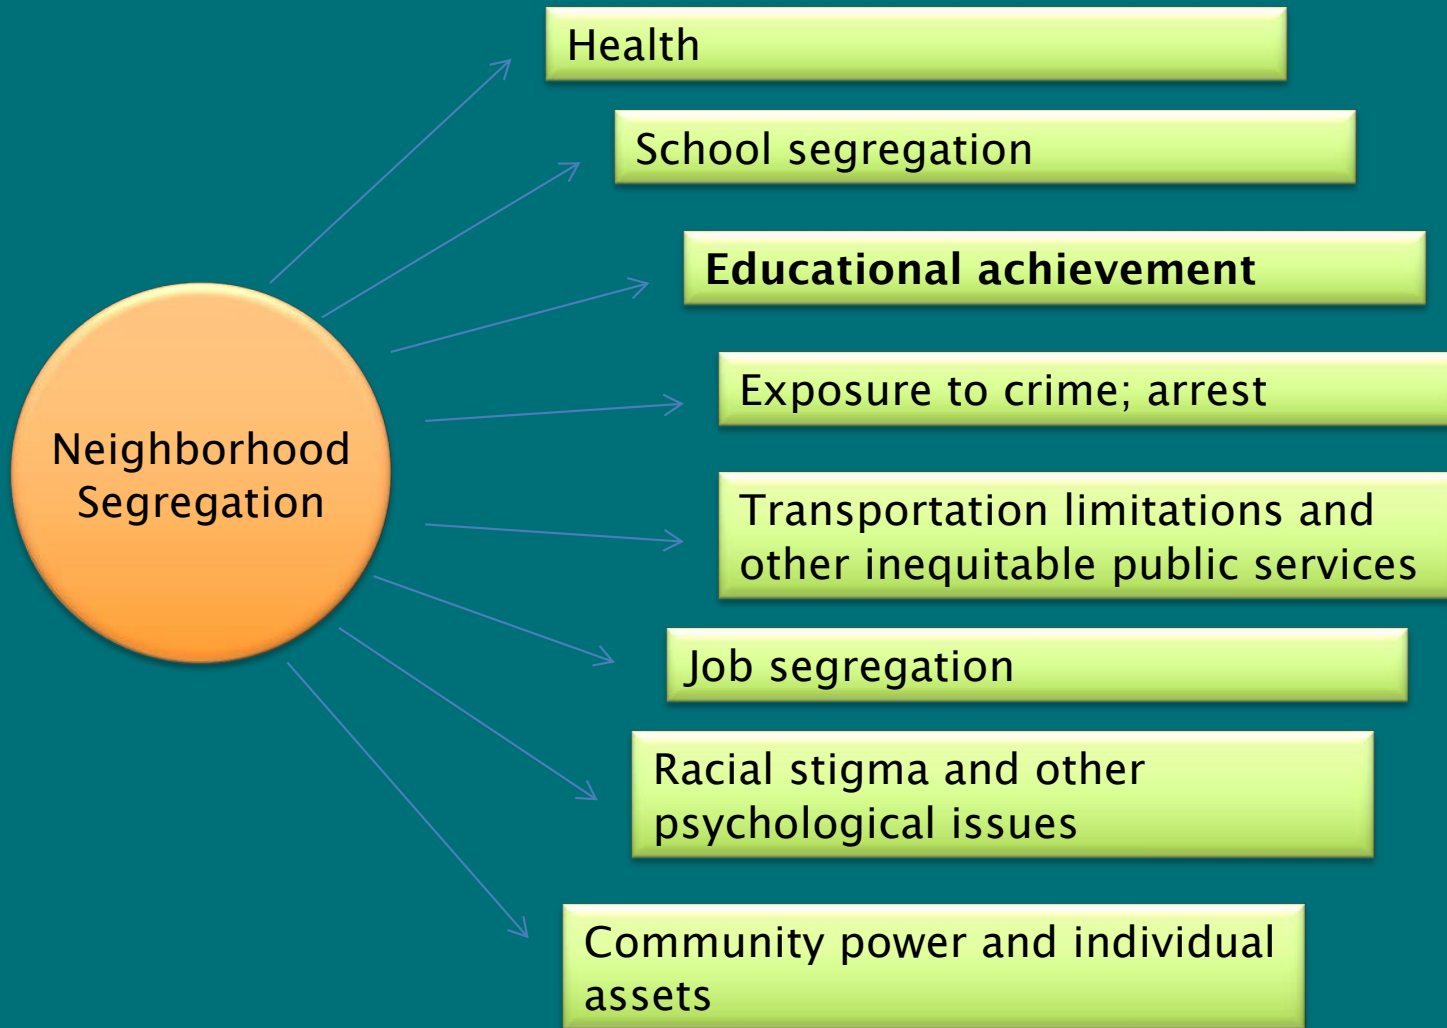 Health
School segregation
Educational achievement
Exposure to crime; arrest
Neighborhood
Segregation
Transportation limitations and
other inequitable public services
Job segregation
Racial stigma and other
psychological issues
Community power and individual
assets